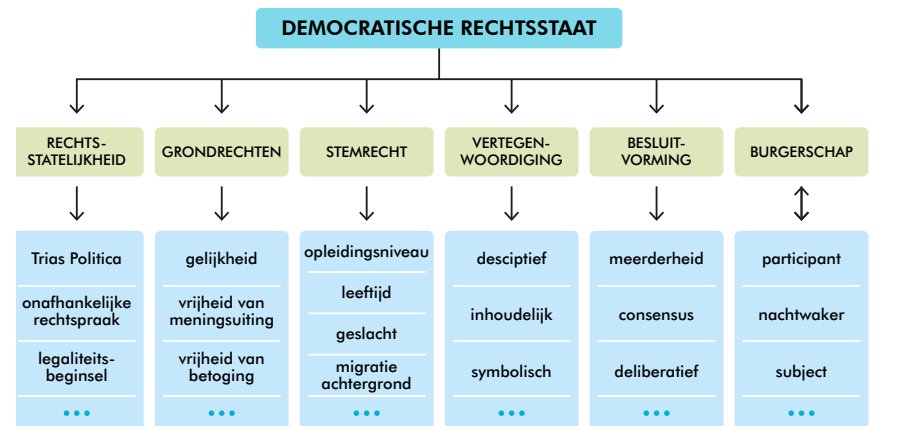 DEMOCRATISCHE RECHTSSTAAT
RECHTS-
STATELIJKHEID
GRONDRECHTEN
STEMRECHT
VERTEGEN-
WOORDIGING
BESLUIT-
VORMING
BURGERSCHAP
Trias Politica
onafhankelijke
rechtspraak
legaliteits-
beginsel
...
gelijkheid
vrijheid van
meningsuiting
vrijheid van
betoging
...
opleidingsniveau
leeftijd
geslacht
migratie
achtergrond
...
desciptief
inhoudelijk
symbolisch
...
meerderheid
consensus
deliberatief
...
participant
nachtwaker
subject
...